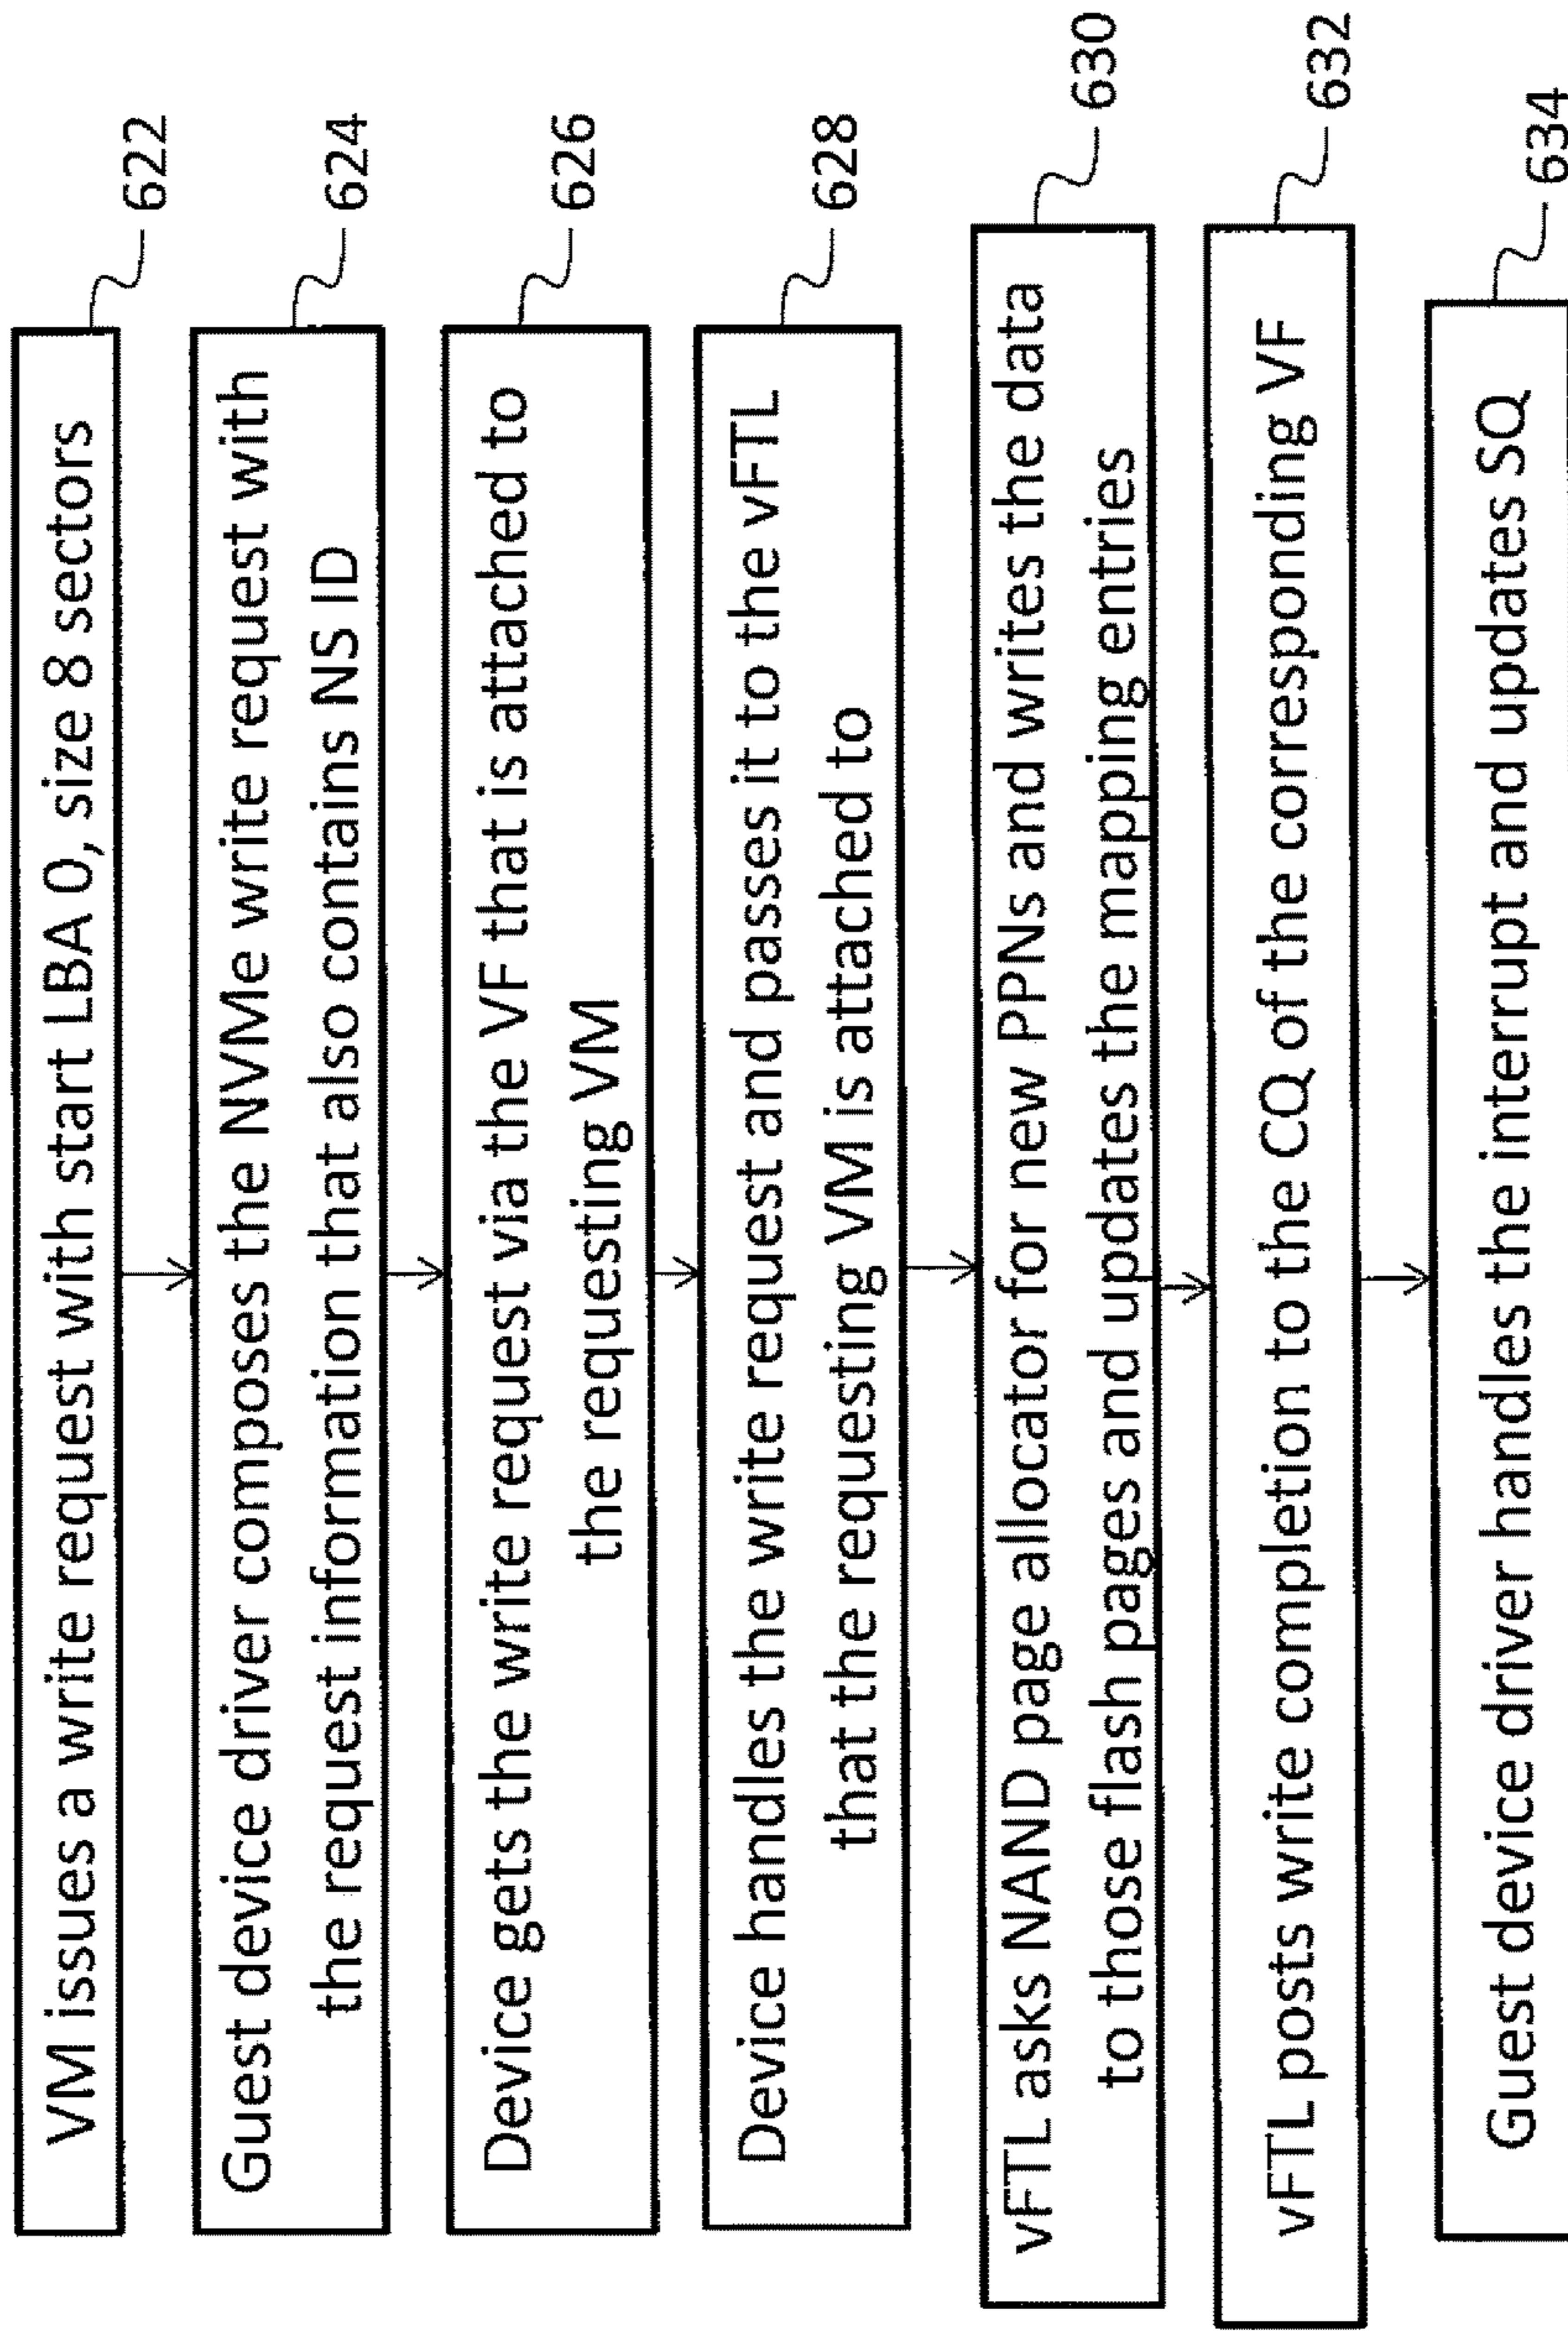 VM issues a write request with start LBA 0, size 8 sectors
622
Guest device driver composes the NVMe write request with
the request information that also contains NS ID
624
Device gets the write request via the VF that is attached to
the requesting VM
626
Device handles the write request and passes it to the vFTL
that the requesting VM is attached to
628
vFTL asks NAND page allocator for new PPNs and writes the data
to those flash pages and updates the mapping entries
630
vFTL posts write completion to the CQ of the corresponding VF
632
Guest device driver handles the interrupt and updates SQ
634